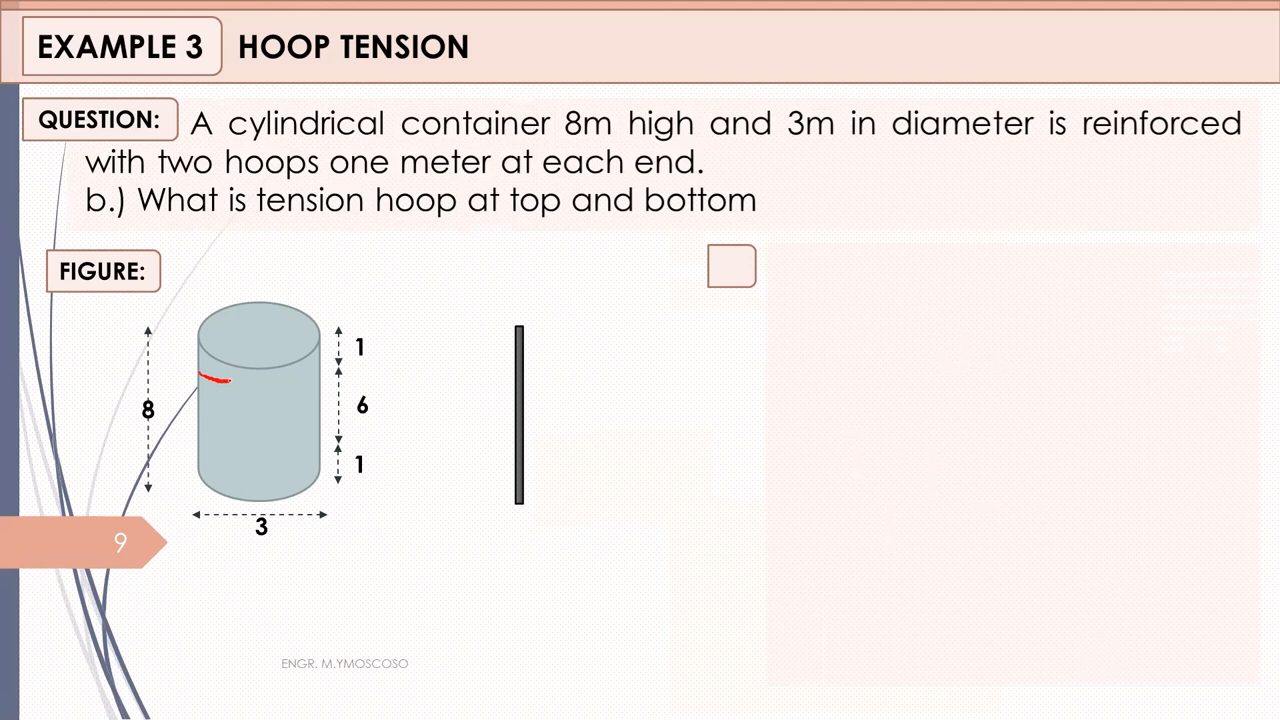 EXAMPLE 3 HOOP TENSION
QUESTION: A cylindrical container 8m high and 3m in diameter is reinforced
with two hoops one meter at each end.
b.) What is tension hoop at top and bottom
FIGURE:
1
8
6
1
3
9
ENGR. M.YMOSCOSO